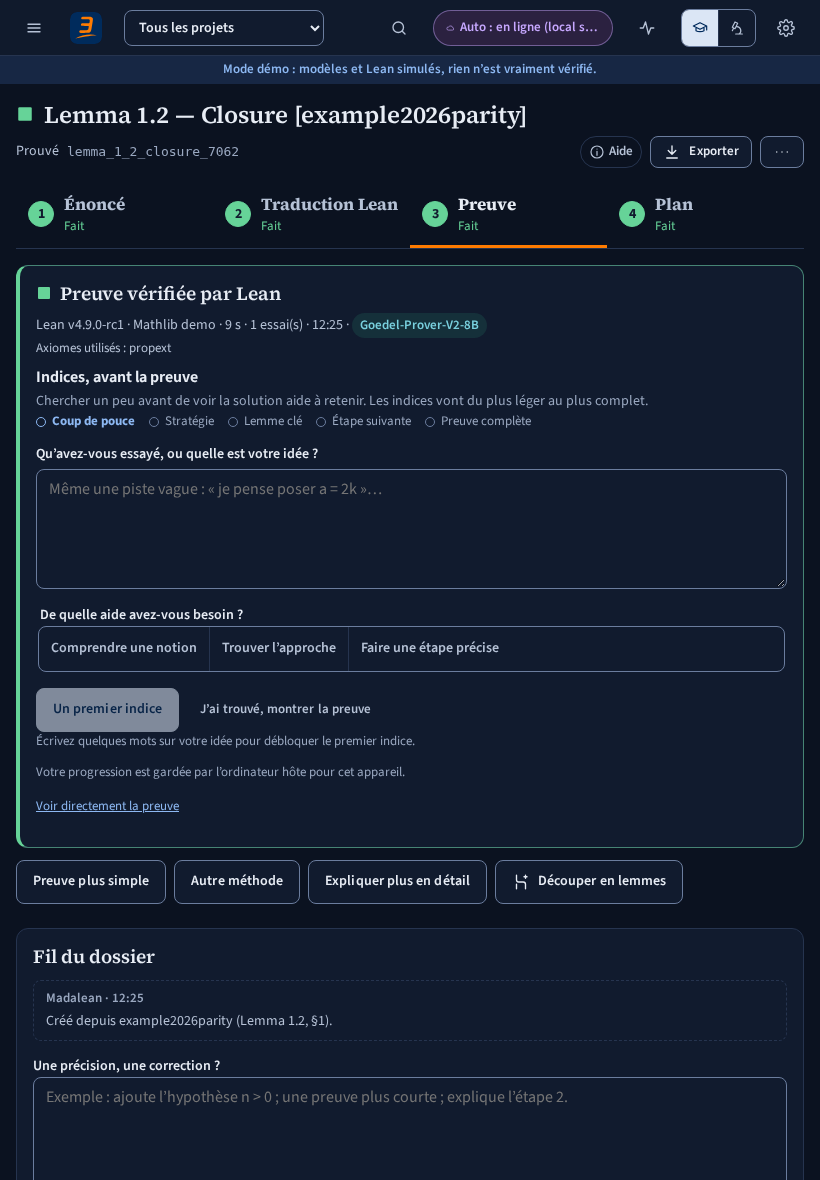 Tous les projets
Auto : en ligne (local s…
Mode démo : modèles et Lean simulés, rien n’est vraiment vérifié.
Lemma 1.2 — Closure [example2026parity]
Prouvé lemma_1_2_closure_7062
Aide
Exporter
···
1 Énoncé
Fait
2 Traduction Lean
Fait
3 Preuve
Fait
4 Plan
Fait
Preuve vérifiée par Lean
Lean v4.9.0-rc1 · Mathlib demo · 9 s · 1 essai(s) · 12:25 · Goedel-Prover-V2-8B
Axiomes utilisés : propext
Indices, avant la preuve
Chercher un peu avant de voir la solution aide à retenir. Les indices vont du plus léger au plus complet.
Coup de pouce Stratégie Lemme clé Étape suivante Preuve complète
Qu’avez-vous essayé, ou quelle est votre idée ?
Même une piste vague : « je pense poser a = 2k »…
De quelle aide avez-vous besoin ?
Comprendre une notion Trouver l’approche Faire une étape précise
Un premier indice J’ai trouvé, montrer la preuve
Écrivez quelques mots sur votre idée pour débloquer le premier indice.
Votre progression est gardée par l’ordinateur hôte pour cet appareil.
Voir directement la preuve
Preuve plus simple Autre méthode Expliquer plus en détail Découper en lemmes
Fil du dossier
Madalean · 12:25
Créé depuis example2026parity (Lemma 1.2, §1).
Une précision, une correction ?
Exemple : ajoute l’hypothèse n > 0 ; une preuve plus courte ; explique l’étape 2.